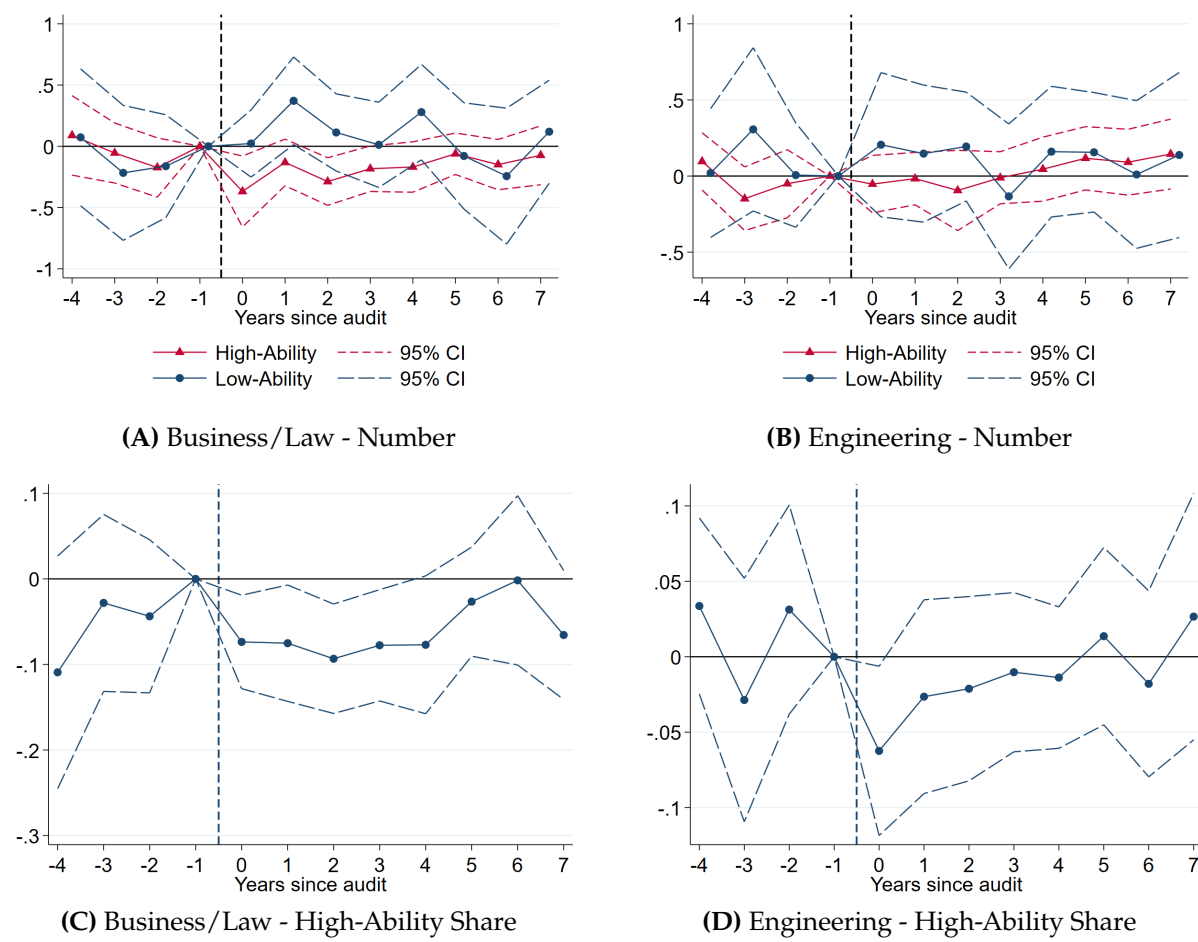 1
.5
0
-.5
-1
-4 -3 -2 -1 0 1 2 3 4 5 6 7
Years since audit
High-Ability 95% CI
Low-Ability 95% CI
(A) Business/Law - Number
1
.5
0
-.5
-4 -3 -2 -1 0 1 2 3 4 5 6 7
Years since audit
High-Ability 95% CI
Low-Ability 95% CI
(B) Engineering - Number
.1
0
-.1
-.2
-.3
-4 -3 -2 -1 0 1 2 3 4 5 6 7
Years since audit
(C) Business/Law - High-Ability Share
.1
.05
0
-.05
-.1
-4 -3 -2 -1 0 1 2 3 4 5 6 7
Years since audit
(D) Engineering - High-Ability Share